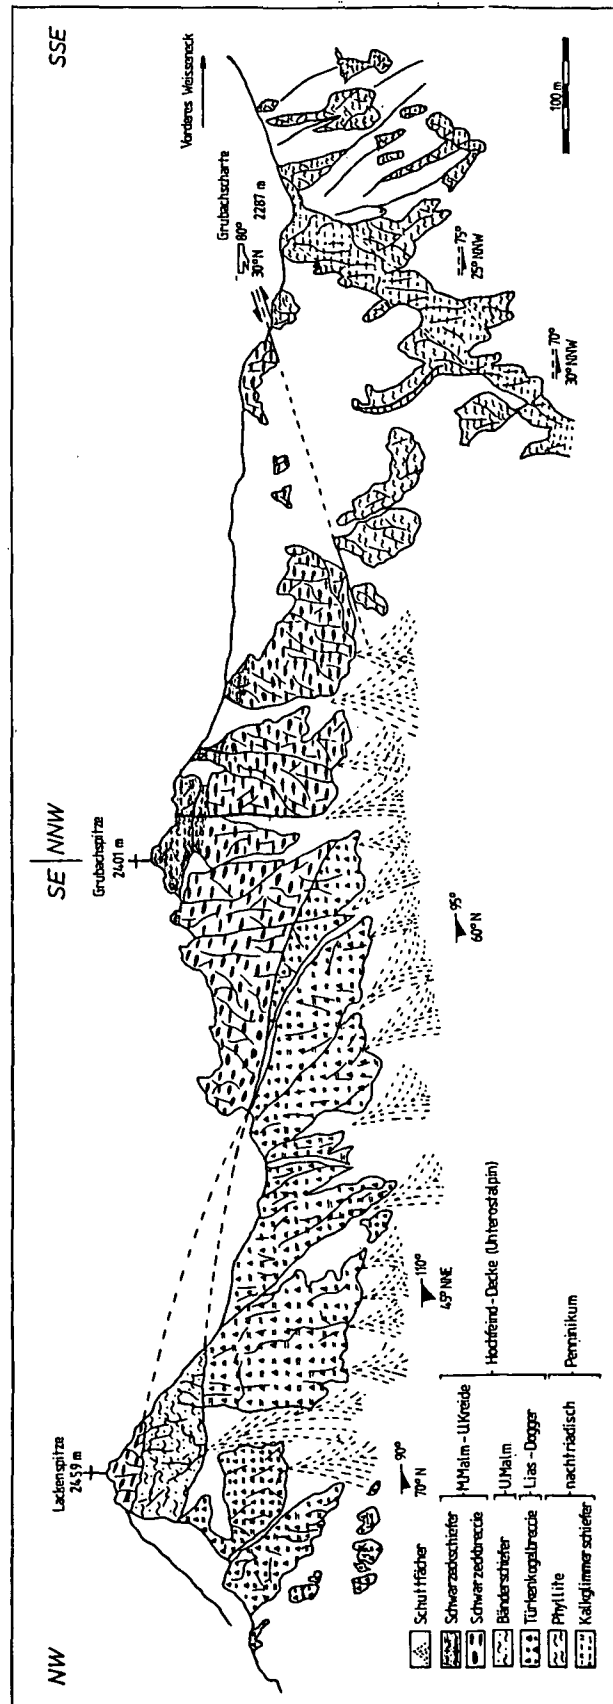 NW
SE NNW
SSE
Lackenspitze
2459 m
Grubachspitze
2401 m
Grubachscharte
2287 m
Vorderes Weisseneck
80°
30° N
75°
25° NNW
70°
30° NNW
95°
60° N
110°
45° NNE
90°
70° N
100 m
Schuttfächer
Schwarzeckschiefer
Schwarzeckbreccie
M.Malm - U.Kreide
Bänderschiefer
U.Malm
Türkenkogelbreccie
Lias - Dogger
Hochfeind - Decke (Unterostalpin)
Phyllite
Kalkglimmerschiefer
nachtriadisch
Penninikum